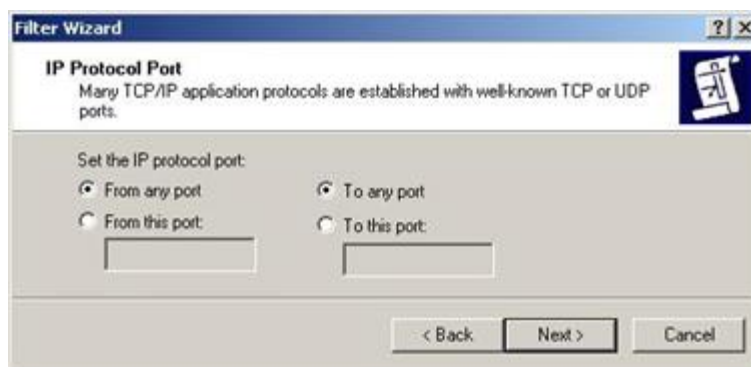 Filter Wizard
IP Protocol Port
Many TCP/IP application protocols are established with well-known TCP or UDP
ports.
Set the IP protocol port:
From any port
To any port
From this port:
To this port:
< Back
Next >
Cancel